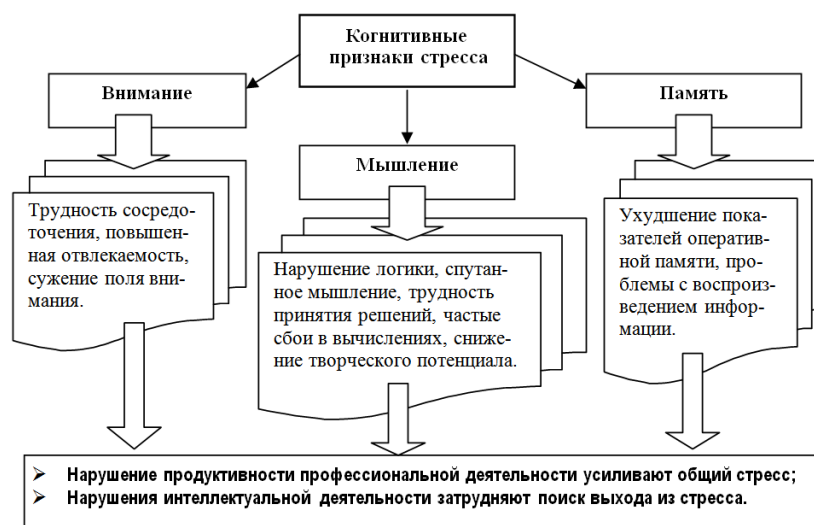 Когнитивные
признаки стресса
Внимание
Память
Мышление
Трудность сосредо-
точения, повышен-
ная отвлекаемость,
сужение поля вни-
мания.
Нарушение логики, спутан-
ное мышление, трудность
принятия решений, частые
сбои в вычислениях, сниже-
ние творческого потенциала.
Ухудшение пока-
зателей оператив-
ной памяти, про-
блемы с воспроиз-
ведением инфор-
мации.
➢ Нарушение продуктивности профессиональной деятельности усиливают общий стресс;
➢ Нарушения интеллектуальной деятельности затрудняют поиск выхода из стресса.